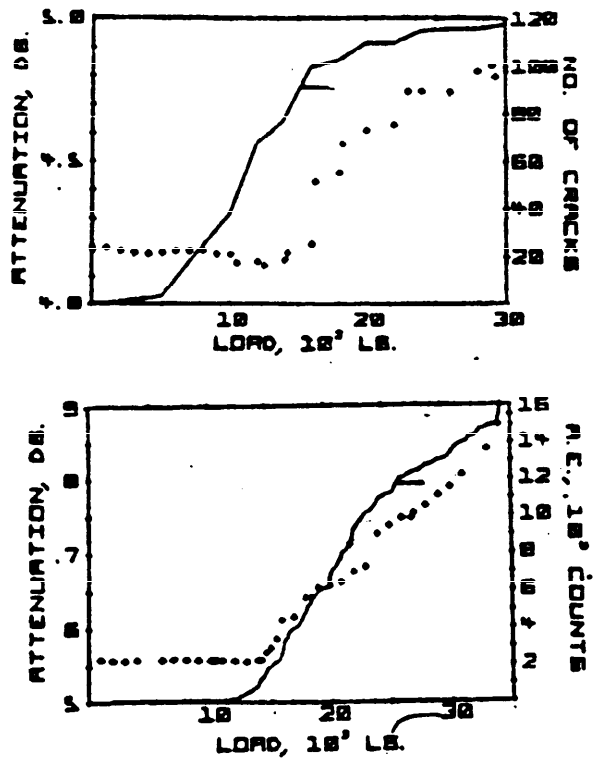 5.0
4.5
4.0
ATTENUATION, DB.
120
100
80
60
40
20
NO. OF CRACKS
10 20 30
LOAD, 10³ LB.
9
8
7
6
5
ATTENUATION, DB.
16
14
12
10
8
6
4
2
A.E., 10³ COUNTS
10 20 30
LOAD, 10³ LB.